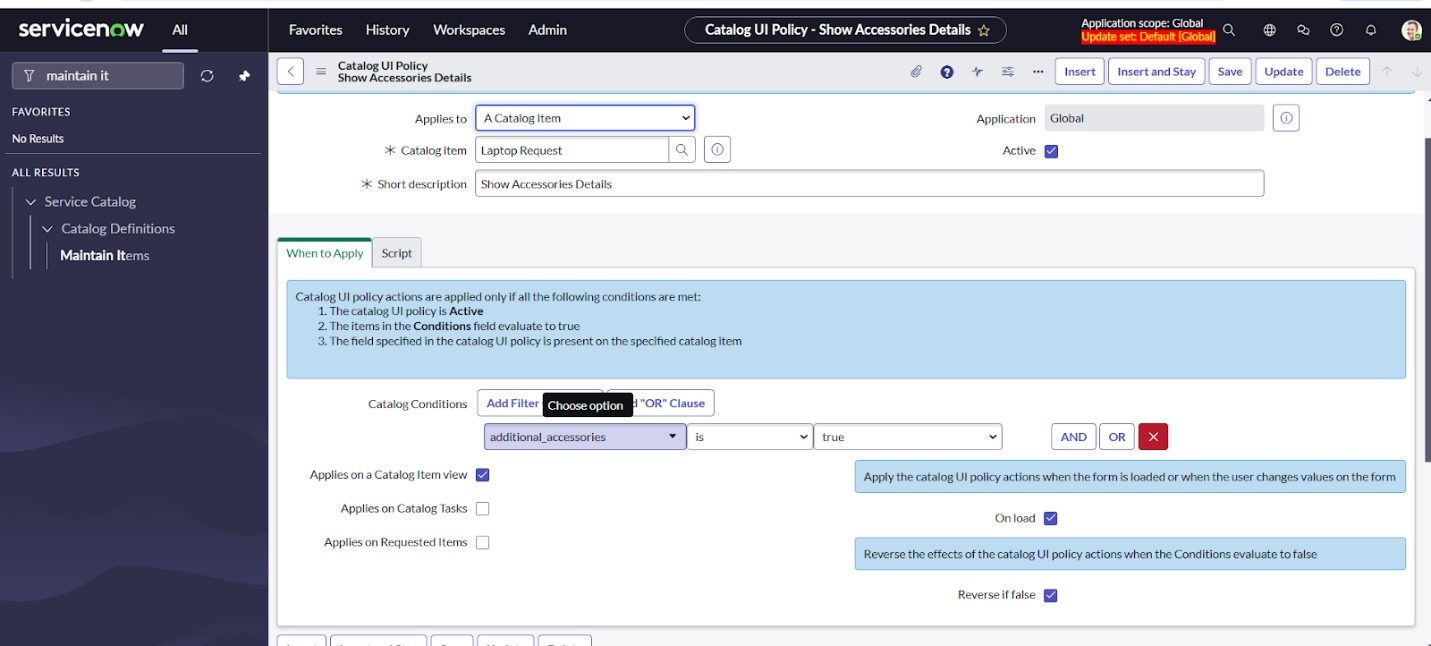 servicenow
All
Favorites
History
Workspaces
Admin
Catalog UI Policy - Show Accessories Details
Application scope: Global
Update set: Default [Global]
maintain it
FAVORITES
No Results
ALL RESULTS
Service Catalog
Catalog Definitions
Maintain Items
Catalog UI Policy
Show Accessories Details
Insert
Insert and Stay
Save
Update
Delete
Applies to
A Catalog Item
Application
Global
Catalog item
Laptop Request
Active
Short description
Show Accessories Details
When to Apply
Script
Catalog UI policy actions are applied only if all the following conditions are met:
1. The catalog UI policy is Active
2. The items in the Conditions field evaluate to true
3. The field specified in the catalog UI policy is present on the specified catalog item
Catalog Conditions
Add Filter
Choose option
"OR" Clause
additional_accessories
is
true
AND
OR
Applies on a Catalog Item view
Apply the catalog UI policy actions when the form is loaded or when the user changes values on the form
Applies on Catalog Tasks
On load
Applies on Requested Items
Reverse the effects of the catalog UI policy actions when the Conditions evaluate to false
Reverse if false